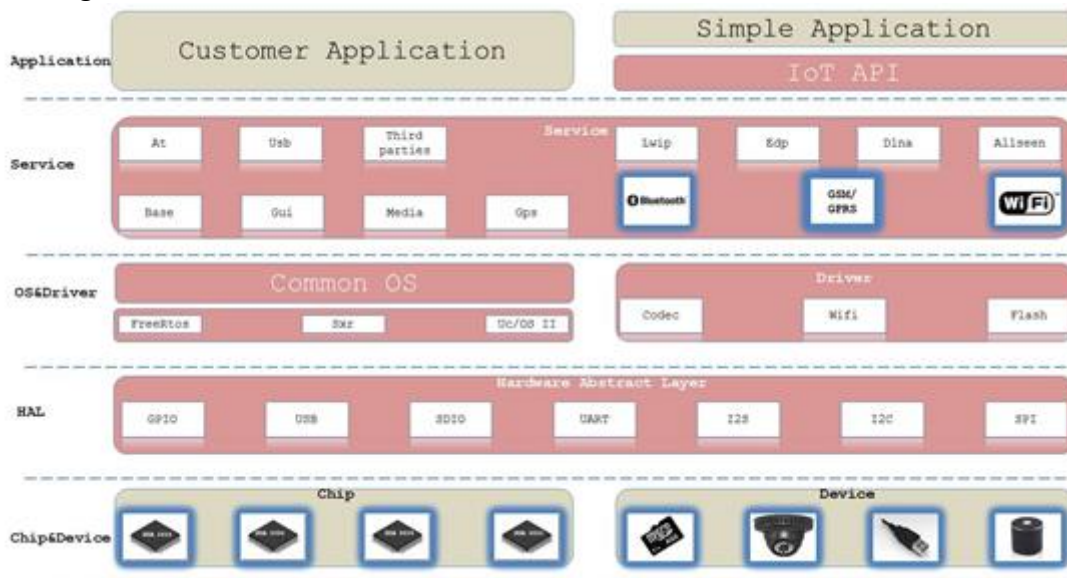 Customer Application
Simple Application
Application
IoT API
Service
At
Usb
Third
parties
Lwip
Edp
Dlna
Allseen
Service
Bluetooth
GSM/
GPRS
WiFi
Base
Gui
Media
Gps
Common OS
Driver
OS&Driver
FreeRtos
Sxr
Uc/OS II
Codec
Wifi
Flash
Hardware Abstract Layer
HAL
GPIO
USB
SDIO
UART
I2S
I2C
SPI
Chip
Device
Chip&Device